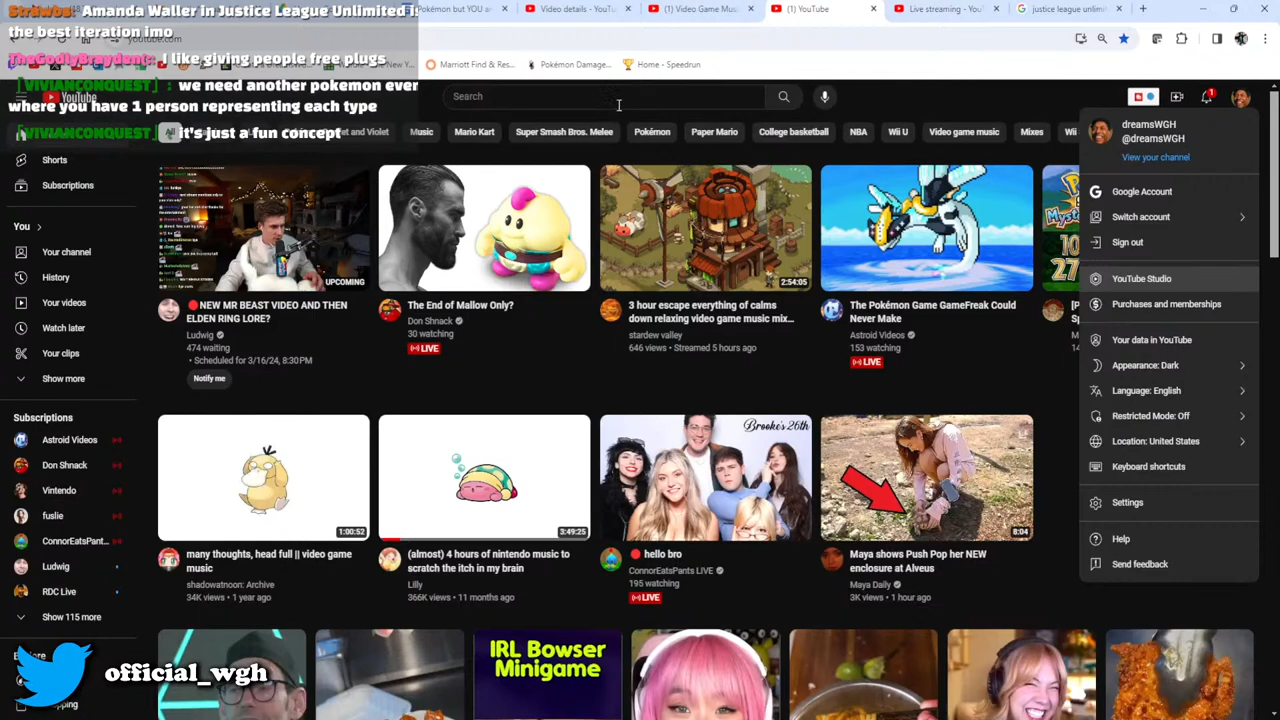 Strawbs: Amanda Waller in Justice League Unlimited is
the best iteration imo
TheGodlyBrayden: I like giving people free plugs
[VIVIANCONQUEST] : we need another pokemon ever
where you have 1 person representing each type
[VIVIANCONQUEST] : it's just a fun concept
Pokémon but
Video details - YouTu
(1) Video Game Mus
(1) YouTube
Live streaming - YouT
justice league unlimi
Marriott Find & Res...
Pokémon Damage...
Home - Speedrun
YouTube
Search
1
All
et and Violet
Music
Mario Kart
Super Smash Bros. Melee
Pokémon
Paper Mario
College basketball
NBA
Wii U
Video game music
Mixes
Wii
Shorts
Subscriptions
You
Your channel
History
Your videos
Watch later
Your clips
Show more
Subscriptions
Astroid Videos
Don Shnack
Vintendo
fuslie
ConnorEatsPant...
Ludwig
RDC Live
Show 115 more
UPCOMING
NEW MR BEAST VIDEO AND THEN
ELDEN RING LORE?
Ludwig
474 waiting
• Scheduled for 3/16/24, 8:30PM
Notify me
The End of Mallow Only?
Don Shnack
30 watching
LIVE
2:54:05
3 hour escape everything of calms
down relaxing video game music mix...
stardew valley
646 views • Streamed 5 hours ago
The Pokémon Game GameFreak Could
Never Make
Astroid Videos
153 watching
LIVE
1:00:52
many thoughts, head full || video game
music
shadowatnoon: Archive
34K views • 1 year ago
3:49:25
(almost) 4 hours of nintendo music to
scratch the itch in my brain
Lilly
366K views • 11 months ago
Brooke's 26th
hello bro
ConnorEatsPants LIVE
195 watching
LIVE
8:04
Maya shows Push Pop her NEW
enclosure at Alveus
Maya Daily
3K views • 1 hour ago
IRL Bowser
Minigame
dreamsWGH
@dreamsWGH
View your channel
Google Account
Switch account
Sign out
YouTube Studio
Purchases and memberships
Your data in YouTube
Appearance: Dark
Language: English
Restricted Mode: Off
Location: United States
Keyboard shortcuts
Settings
Help
Send feedback
official_wgh